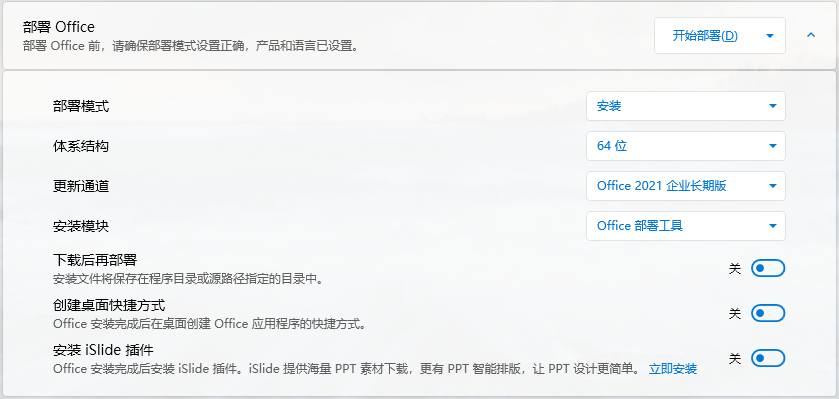 部署 Office
部署 Office 前，请确保部署模式设置正确，产品和语言已设置。
开始部署(D)
部署模式
安装
体系结构
64 位
更新通道
Office 2021 企业长期版
安装模块
Office 部署工具
下载后再部署
安装文件将保存在程序目录或源路径指定的目录中。
关
创建桌面快捷方式
Office 安装完成后在桌面创建 Office 应用程序的快捷方式。
关
安装 iSlide 插件
Office 安装完成后安装 iSlide 插件。iSlide 提供海量 PPT 素材下载，更有 PPT 智能排版，让 PPT 设计更简单。 立即安装
关